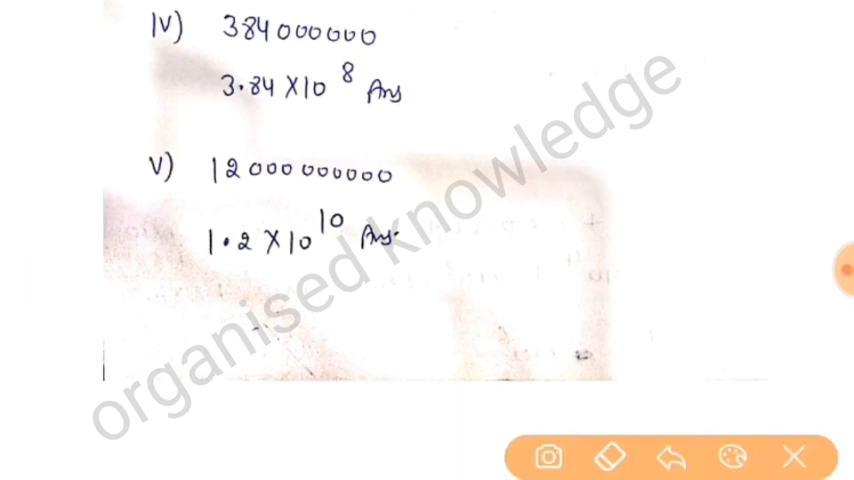 IV) 384000000
3.84 X 10^8 Ans
V) 12000000000
1.2 X 10^10 Ans.
organised knowledge